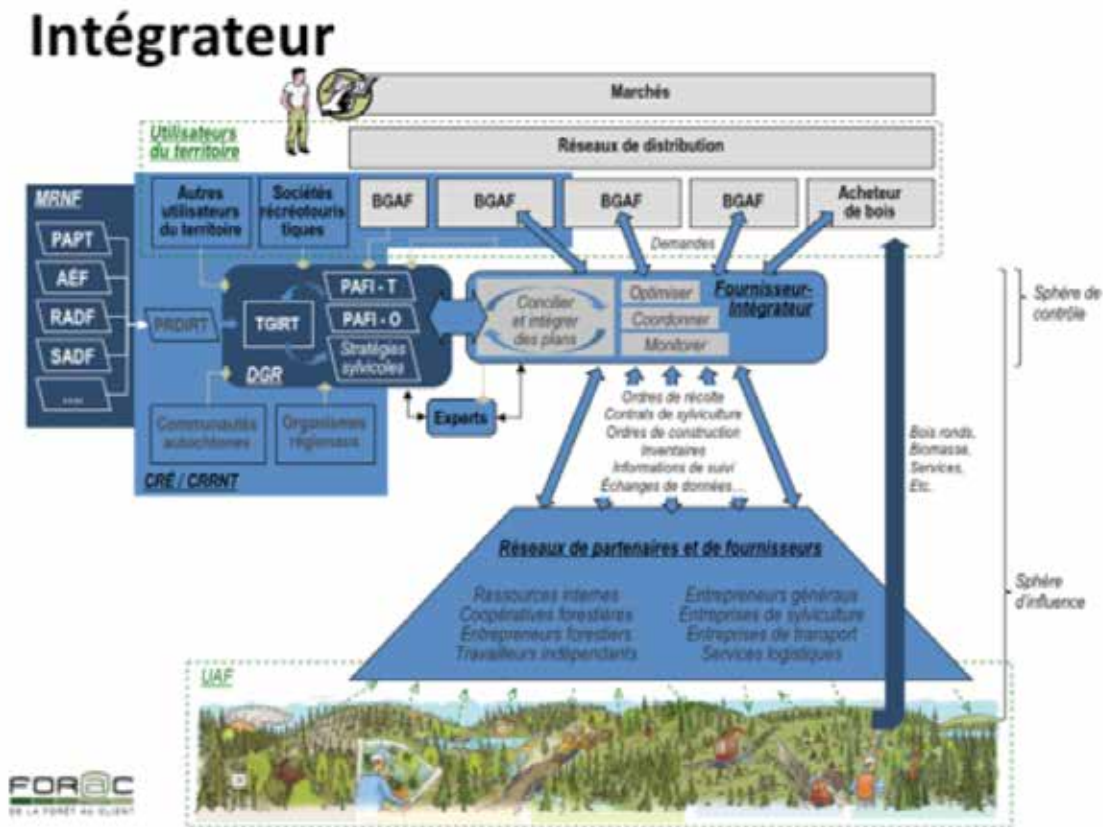 Intégrateur
Marchés
Utilisateurs
du territoire
Réseaux de distribution
MRNF
Autres
utilisateurs
du territoire
Sociétés
récréotouris
tiques
BGAF
BGAF
BGAF
BGAF
Acheteur
de bois
PAPT
AÉF
RADF
SADF
....
Demandes
PRDIRT
TGIRT
PAFI - T
PAFI - O
Stratégies
sylvicoles
DGR
Concilier
et intégrer
des plans
Optimiser
Coordonner
Monitorer
Fournisseur-
Intégrateur
Sphère de
contrôle
Communautés
autochtones
Organismes
régionaux
CRÉ / CRRNT
Experts
Ordres de récolte
Contrats de sylviculture
Ordres de construction
Inventaires
Informations de suivi
Échanges de données...
Bois ronds,
Biomasse,
Services,
Etc.
Réseaux de partenaires et de fournisseurs
Ressources internes
Coopératives forestières
Entrepreneurs forestiers
Travailleurs indépendants
Entrepreneurs généraux
Entreprises de sylviculture
Entreprises de transport
Services logistiques
Sphère
d'influence
UAF
FOR@C
DE LA FORÊT AU CLIENT